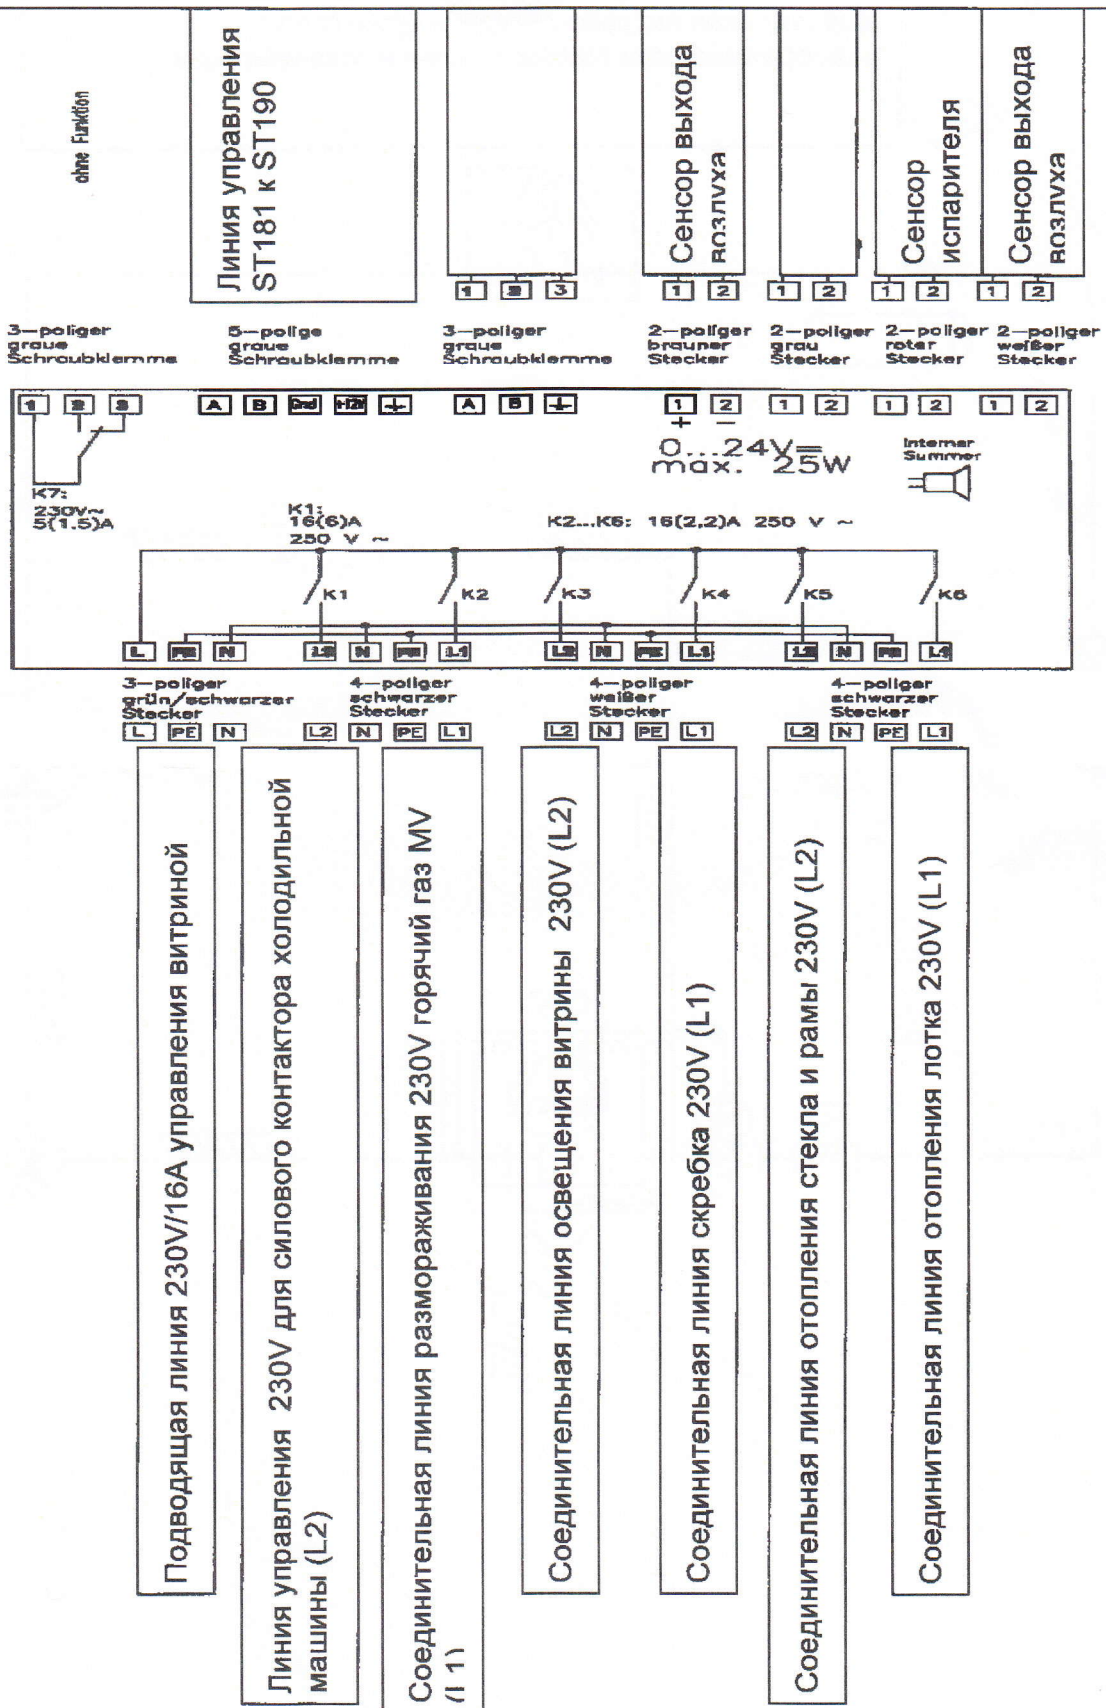 ohne Funktion
Линия управления
ST181 к ST190
Сенсор выхода
воздуха
Сенсор
испарителя
Сенсор выхода
воздуха
1 2 3
1 2
1 2
1 2
1 2
3-poliger
graue
Schraubklemme
5-polige
graue
Schraubklemme
3-poliger
graue
Schraubklemme
2-poliger
brauner
Stecker
2-poliger
grau
Stecker
2-poliger
roter
Stecker
2-poliger
weißer
Stecker
1 2 3
A B Gnd +12V
A B
1 2
1 2
1 2
1 2
+ -
0...24V=
max. 25W
Interner
Summer
K7:
230V~
5(1.5)A
K1:
16(6)A
250 V ~
K2...K6: 16(2,2)A 250 V ~
K1 K2 K3 K4 K5 K6
L PE N L2 N PE L1 L2 N PE L1 L2 N PE L1
3-poliger
grün/schwarzer
Stecker
4-poliger
schwarzer
Stecker
4-poliger
weißer
Stecker
4-poliger
schwarzer
Stecker
L PE N L2 N PE L1 L2 N PE L1 L2 N PE L1
Подводящая линия 230V/16A управления витриной
Линия управления 230V для силового контактора холодильной
машины (L2)
Соединительная линия размораживания 230V горячий газ MV
(L1)
Соединительная линия освещения витрины 230V (L2)
Соединительная линия скребка 230V (L1)
Соединительная линия отопления стекла и рамы 230V (L2)
Соединительная линия отопления лотка 230V (L1)